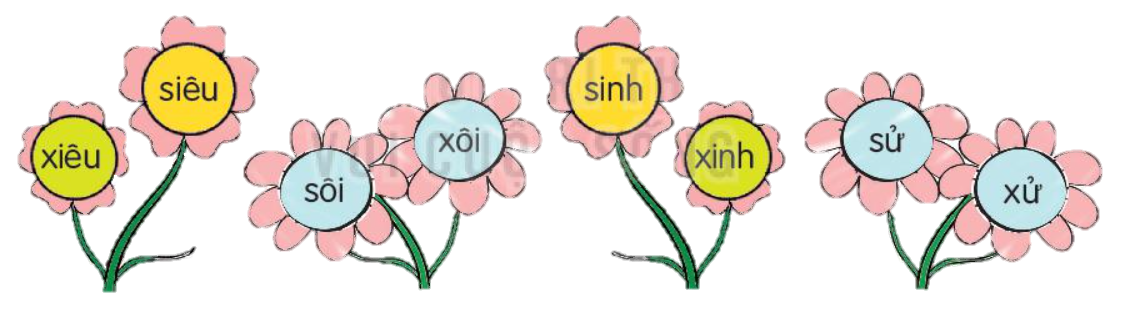 xiêu
siêu
sôi
xôi
sinh
xinh
sử
xử